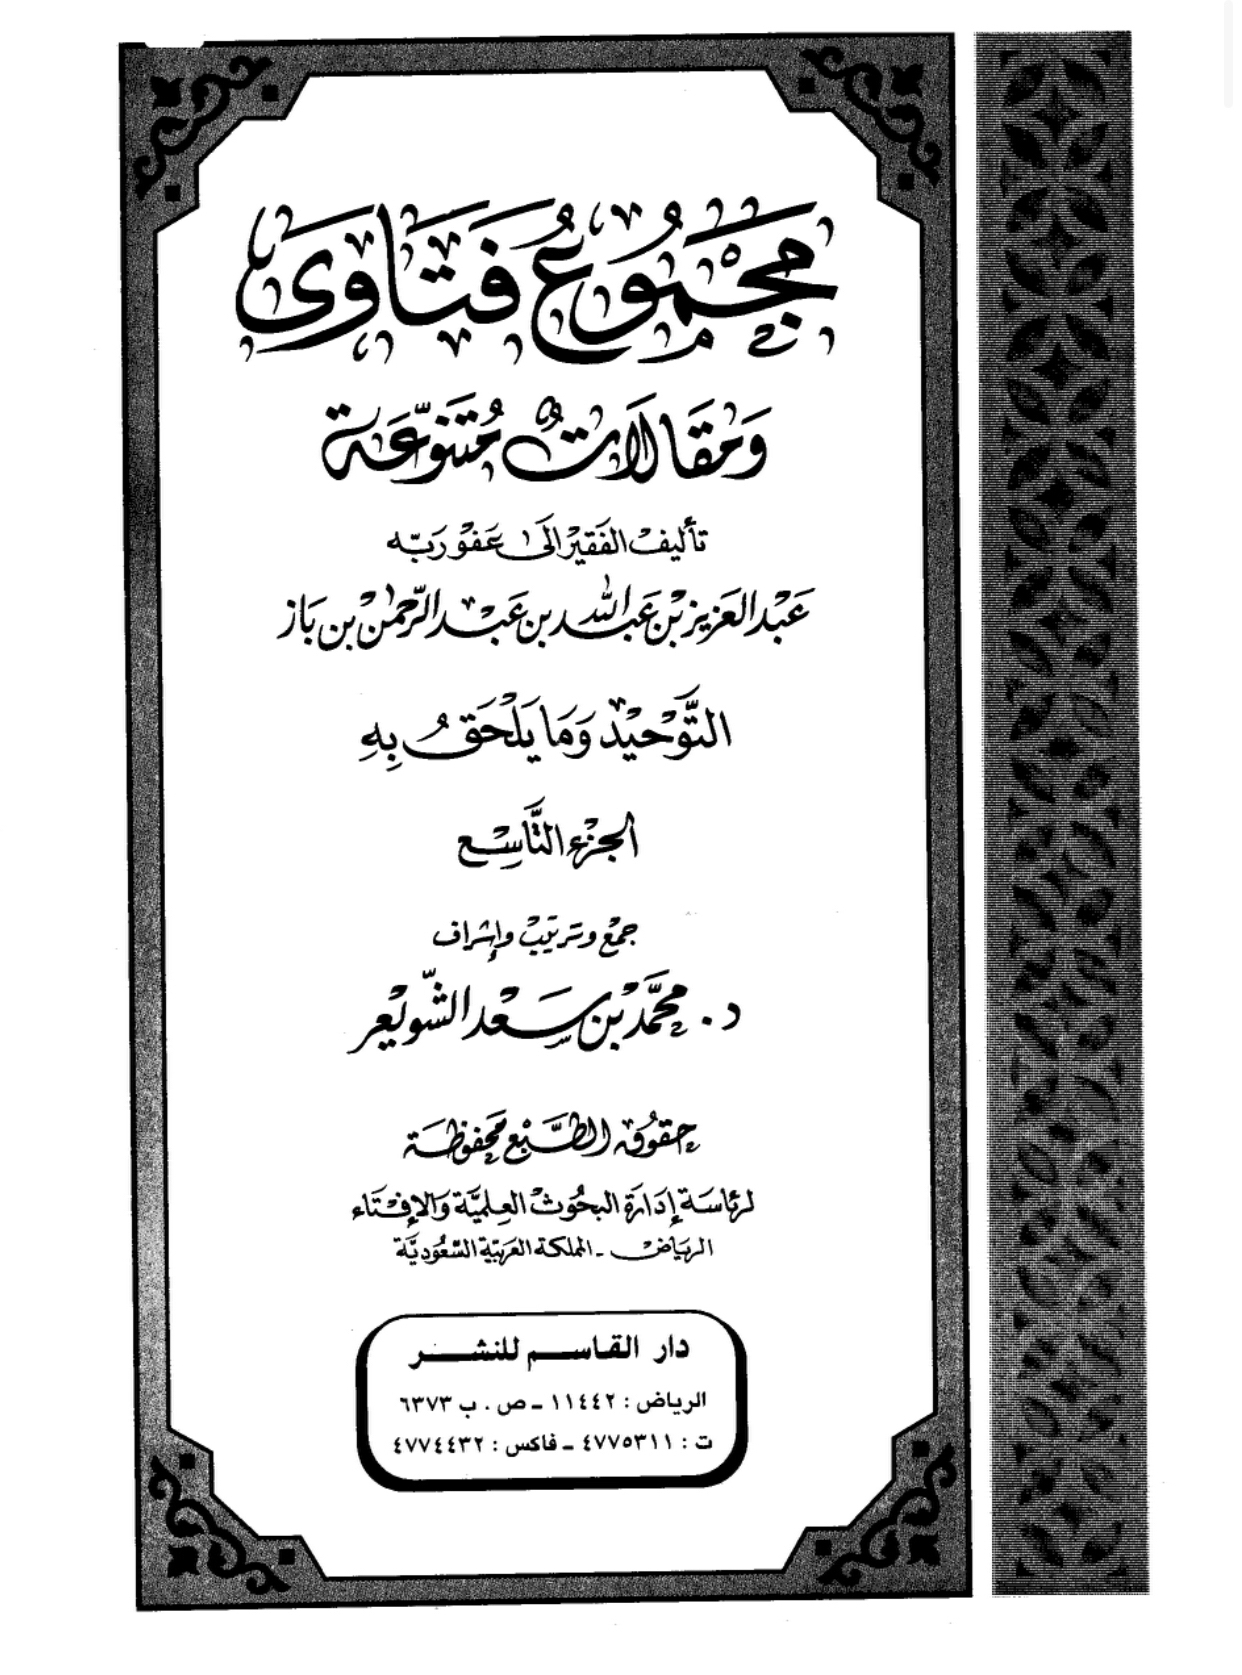 مجموع فتاوى
ومقالات متنوعة
تأليف الفقير إلى عفو ربه
عبد العزيز بن عبد الله بن عبد الرحمن بن باز
التوحيد وما يلحق به
الجزء التاسع
جمع وترتيب وإشراف
د. محمد بن سعد الشويعر
حقوق الطبع محفوظة
لرئاسة إدارة البحوث العلمية والإفتاء
الرياض - المملكة العربية السعودية
دار القاسم للنشر
الرياض : ١١٤٤٢ - ص . ب ٦٣٧٣
ت : ٤٧٧٥٣١١ - فاكس : ٤٧٧٤٤٣٢